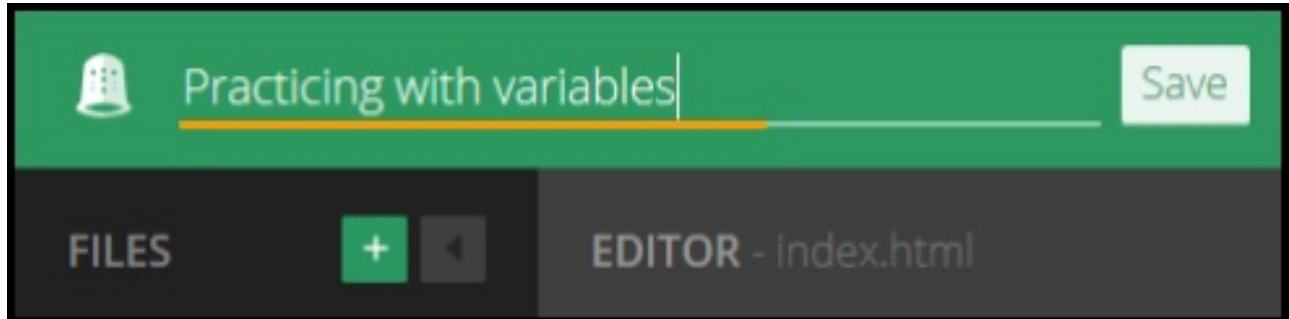 Practicing with variables
Save
FILES
+
EDITOR - index.html